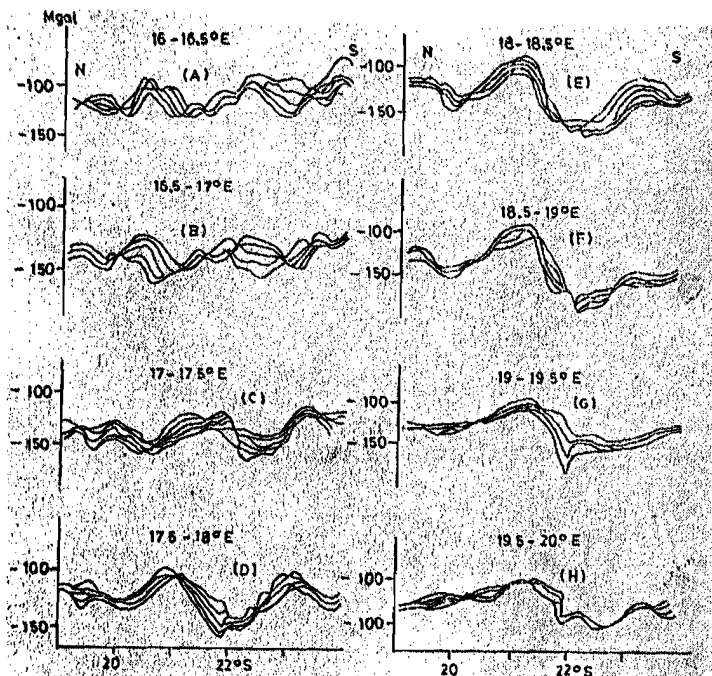 Mgal
16-16.5°E
N
(A)
S
-100
-150
16.5-17°E
-100
(B)
-150
17-17.5°E
-100
(C)
-150
17.5-18°E
-100
(D)
-150
20
22°S
18-18.5°E
N
S
-100
(E)
-150
18.5-19°E
-100
(F)
-150
19-19.5°E
-100
(G)
-150
19.5-20°E
-100
(H)
-100
20
22°S